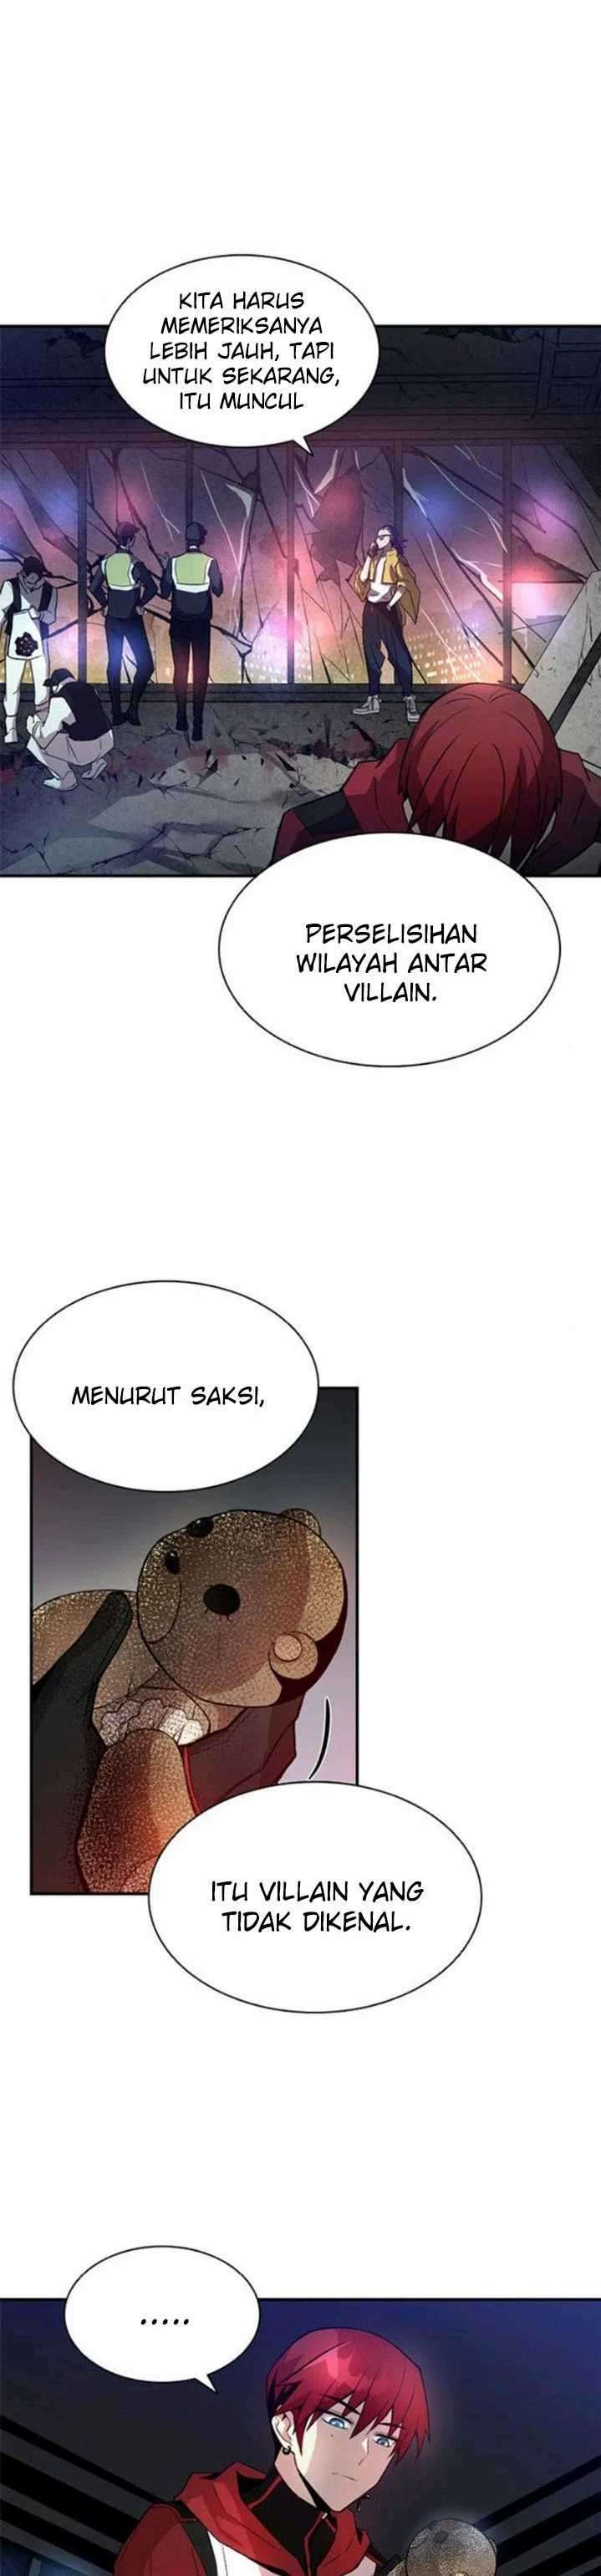 KITA HARUS
MEMERIKSANYA
LEBIH JAUH, TAPI
UNTUK SEKARANG,
ITU MUNCUL
PERSELISIHAN
WILAYAH ANTAR
VILLAIN.
MENURUT SAKSI,
ITU VILLAIN YANG
TIDAK DIKENAL.
.....